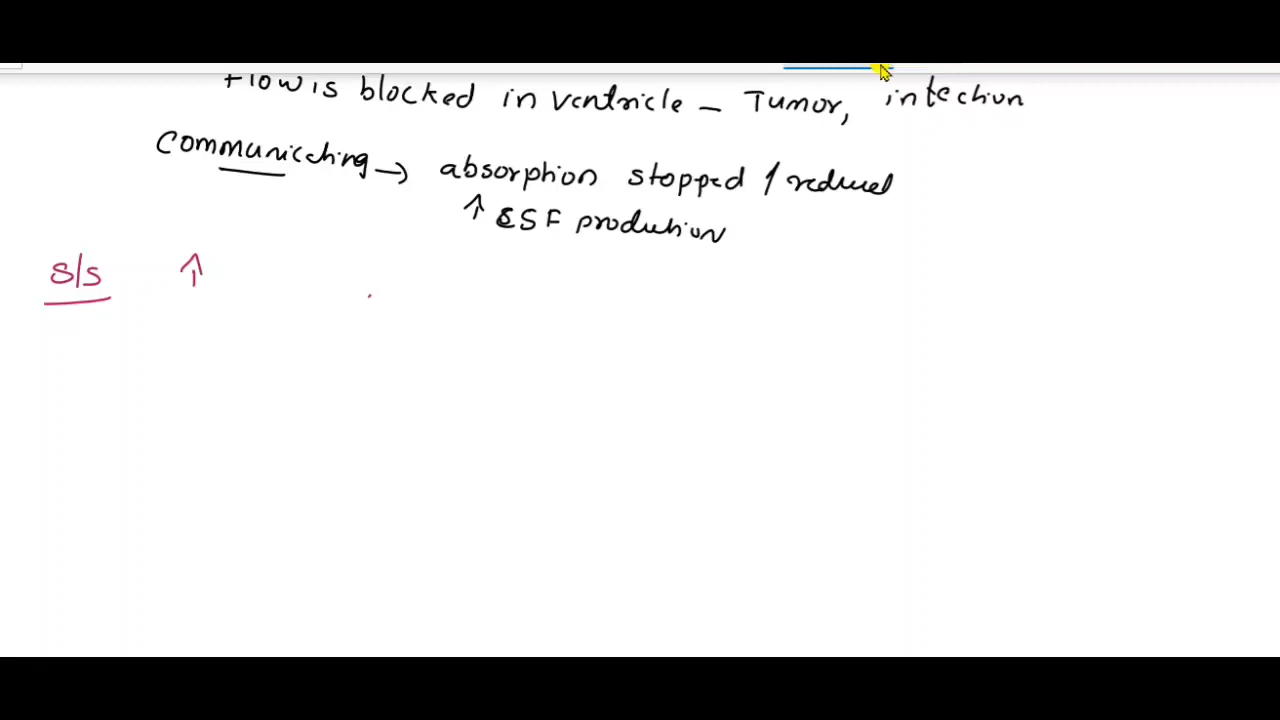 Flow is blocked in ventricle – Tumor, infection
Communicating → absorption stopped / reduced
↑ CSF production
S/S ↑